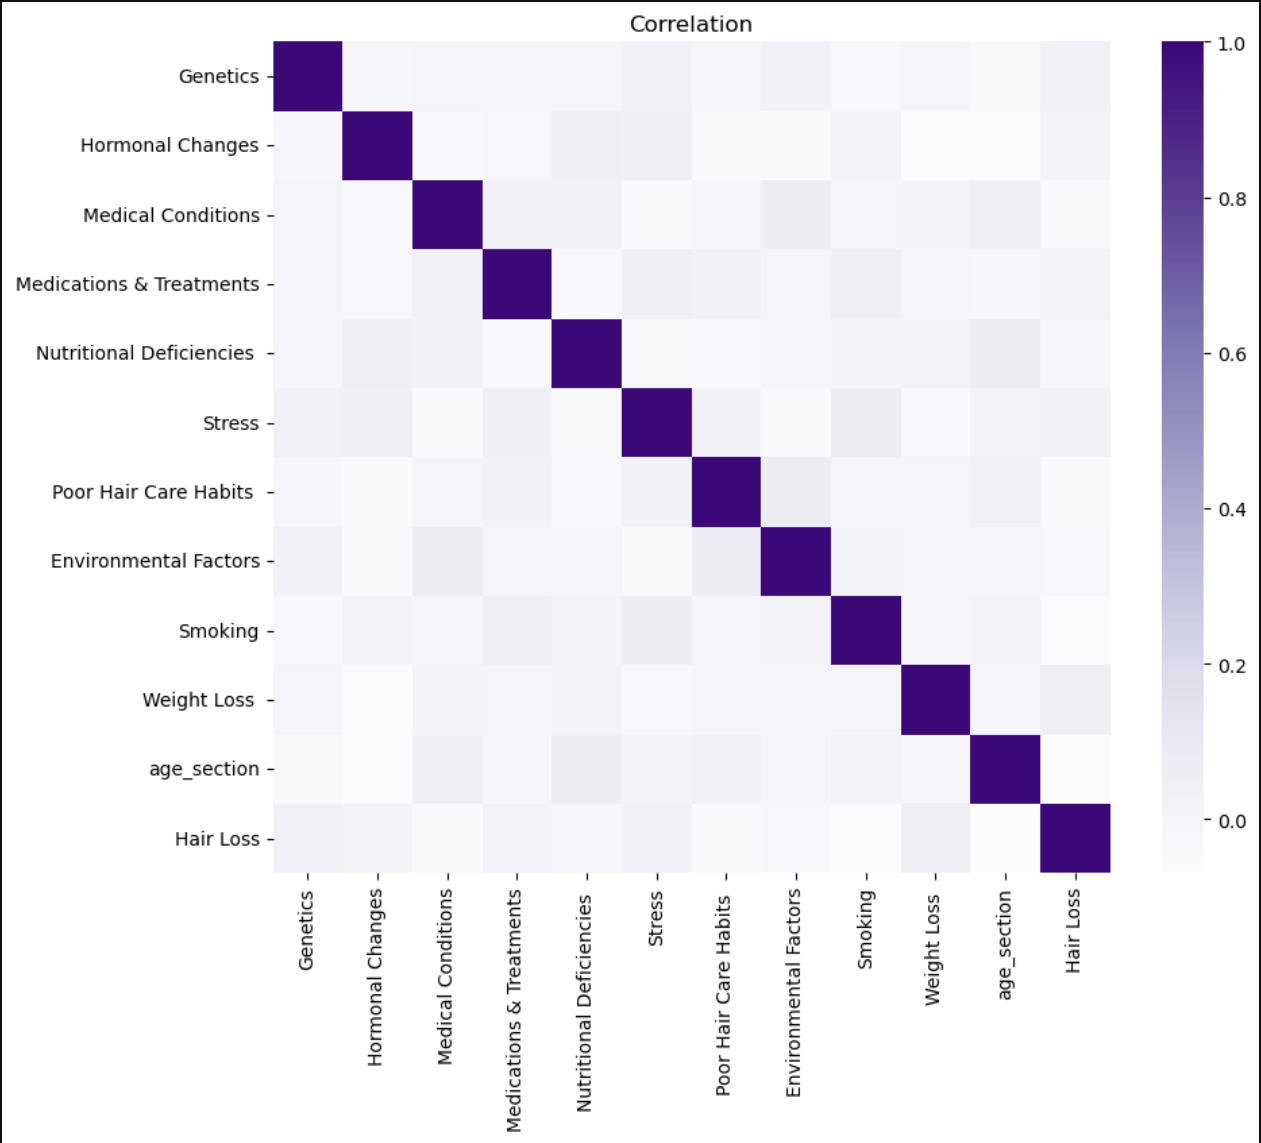 Correlation
Genetics
Hormonal Changes
Medical Conditions
Medications & Treatments
Nutritional Deficiencies
Stress
Poor Hair Care Habits
Environmental Factors
Smoking
Weight Loss
age_section
Hair Loss
1.0
0.8
0.6
0.4
0.2
0.0
Genetics
Hormonal Changes
Medical Conditions
Medications & Treatments
Nutritional Deficiencies
Stress
Poor Hair Care Habits
Environmental Factors
Smoking
Weight Loss
age_section
Hair Loss